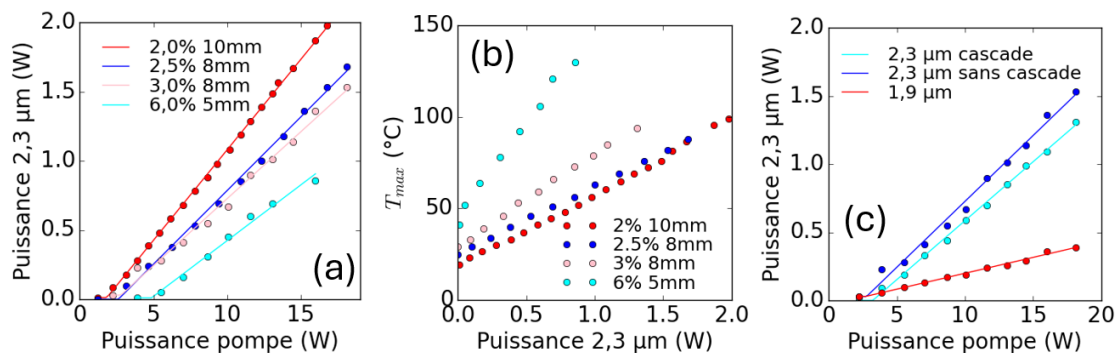 2.0
1.5
1.0
0.5
0.0
Puissance 2,3 µm (W)
2,0% 10mm
2,5% 8mm
3,0% 8mm
6,0% 5mm
(a)
0 5 10 15
Puissance pompe (W)
150
100
50
0
T_max (°C)
(b)
2% 10mm
2.5% 8mm
3% 8mm
6% 5mm
0.0 0.5 1.0 1.5 2.0
Puissance 2,3 µm (W)
2.0
1.5
1.0
0.5
0.0
Puissance 2,3 µm (W)
2,3 µm cascade
2,3 µm sans cascade
1,9 µm
(c)
0 5 10 15 20
Puissance pompe (W)